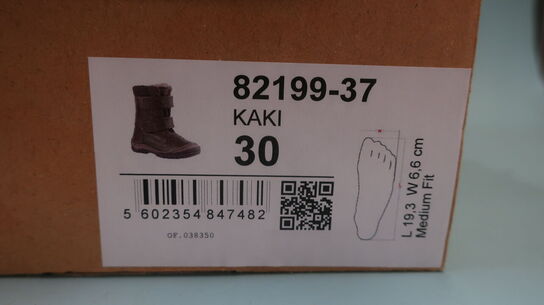 82199-37
KAKI
30
5 602354 847482
OF.038350
L 19,3 W 6,6 cm
Medium Fit